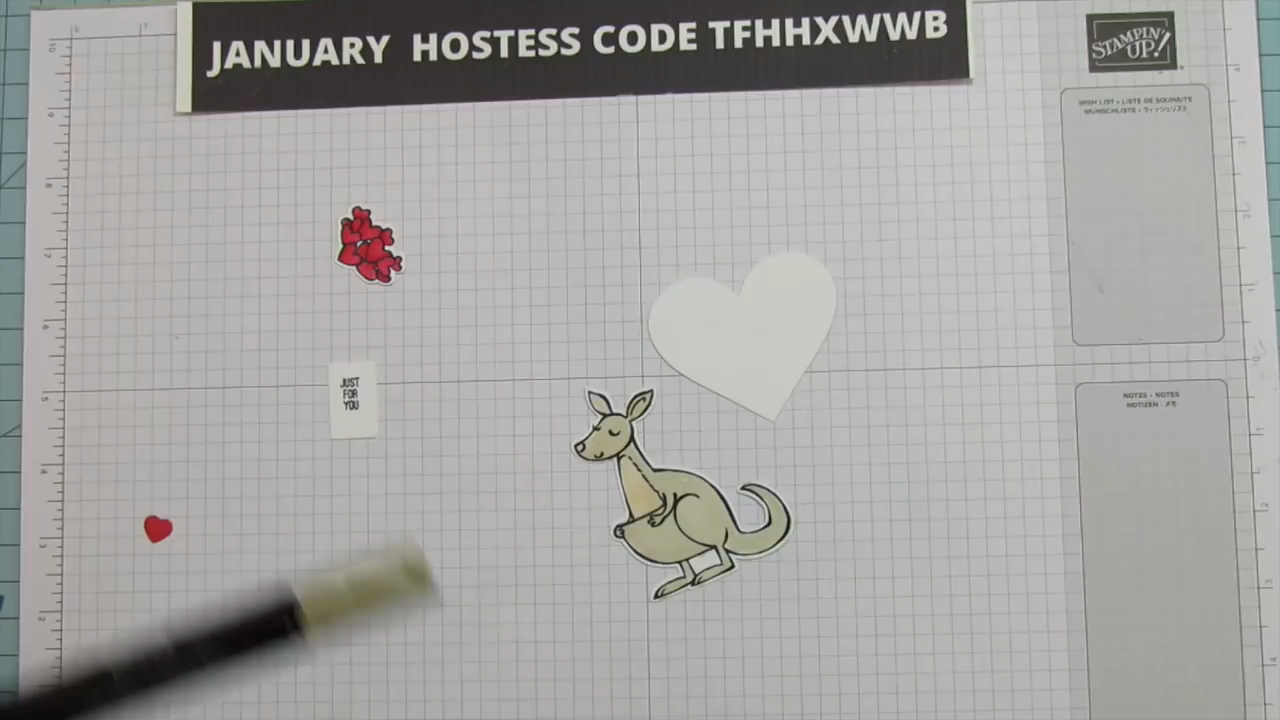 JANUARY HOSTESS CODE TFHHXWWB
STAMPIN' UP!
WISH LIST • LISTE DE SOUHAITS
WUNSCHLISTE • ウィッシュリスト
JUST
FOR
YOU
NOTES • NOTES
NOTIZEN • メモ